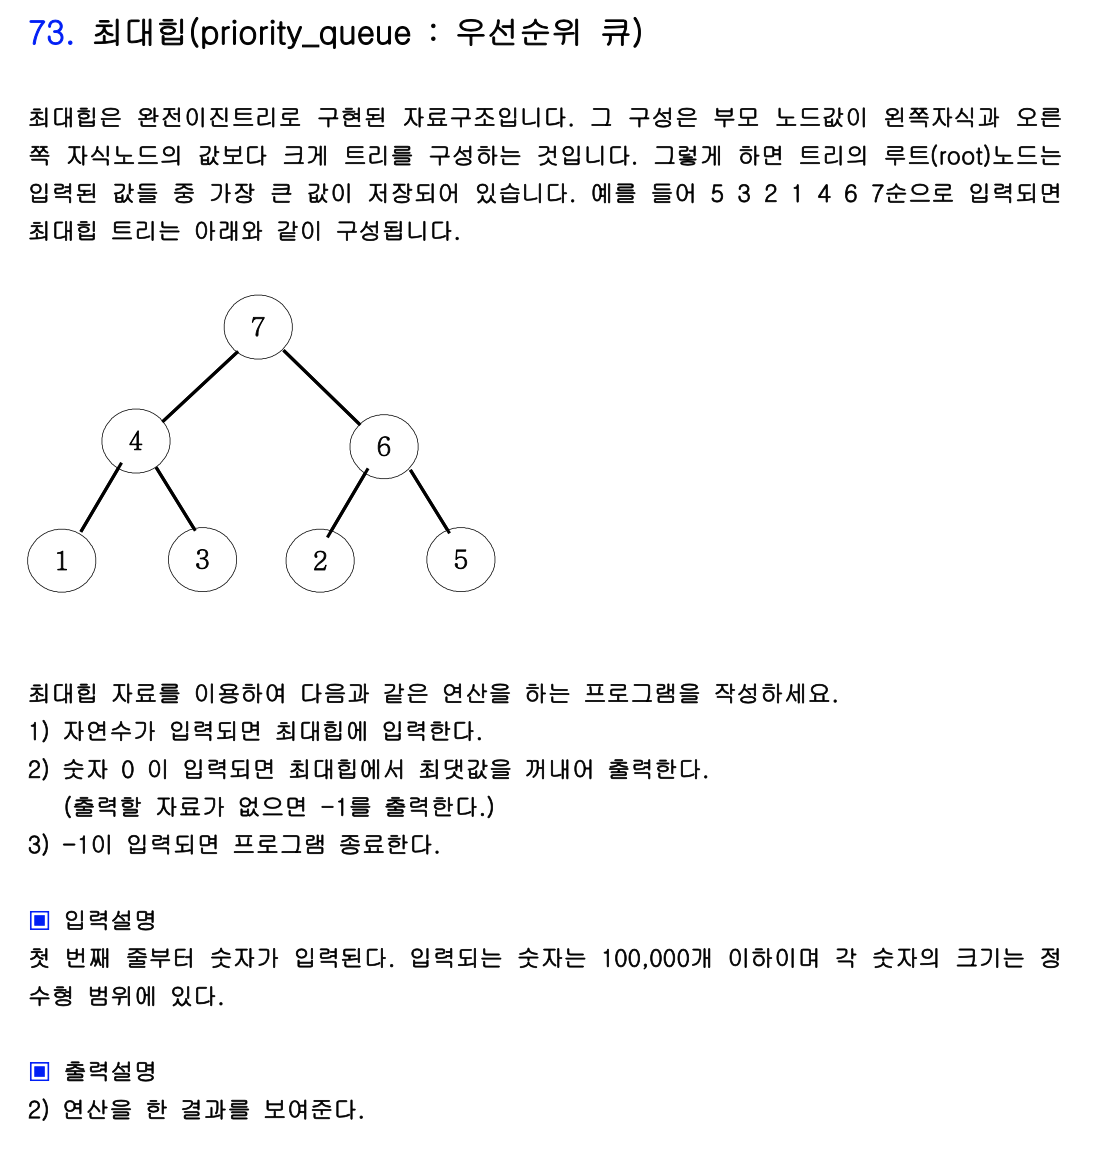 73. 최대힙(priority_queue : 우선순위 큐)
최대힙은 완전이진트리로 구현된 자료구조입니다. 그 구성은 부모 노드값이 왼쪽자식과 오른
쪽 자식노드의 값보다 크게 트리를 구성하는 것입니다. 그렇게 하면 트리의 루트(root)노드는
입력된 값들 중 가장 큰 값이 저장되어 있습니다. 예를 들어 5 3 2 1 4 6 7순으로 입력되면
최대힙 트리는 아래와 같이 구성됩니다.
7
4 6
1 3 2 5
최대힙 자료를 이용하여 다음과 같은 연산을 하는 프로그램을 작성하세요.
1) 자연수가 입력되면 최대힙에 입력한다.
2) 숫자 0 이 입력되면 최대힙에서 최댓값을 꺼내어 출력한다.
(출력할 자료가 없으면 -1를 출력한다.)
3) -1이 입력되면 프로그램 종료한다.
▣ 입력설명
첫 번째 줄부터 숫자가 입력된다. 입력되는 숫자는 100,000개 이하이며 각 숫자의 크기는 정
수형 범위에 있다.
▣ 출력설명
2) 연산을 한 결과를 보여준다.